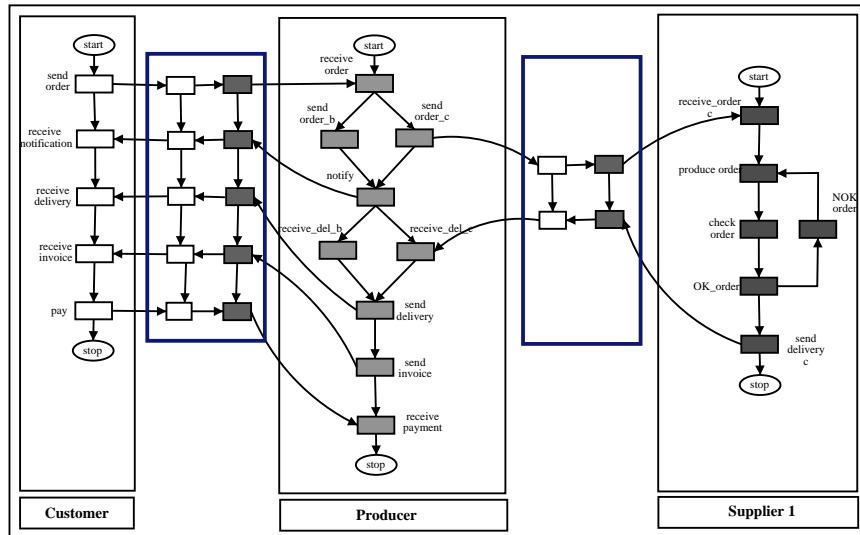 start
send
order
receive
notification
receive
delivery
receive
invoice
pay
stop
Customer
start
receive
order
send
order_b
send
order_c
notify
receive_del_b
receive_del_c
send
delivery
send
invoice
receive
payment
stop
Producer
start
receive_order
c
produce order
NOK
order
check
order
OK_order
send
delivery
c
stop
Supplier 1